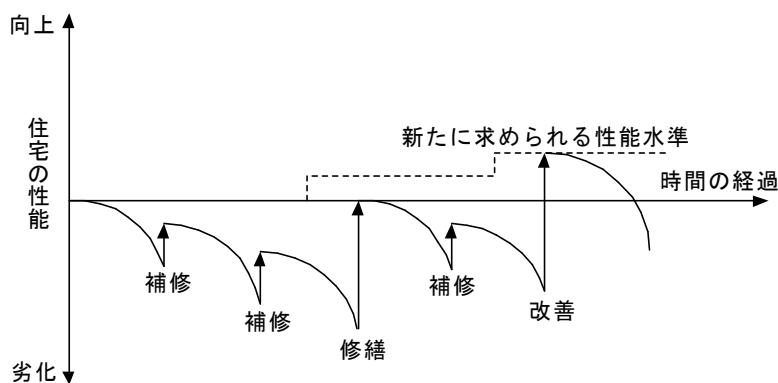 向上
住宅の性能
新たに求められる性能水準
時間の経過
補修
補修
修繕
補修
改善
劣化